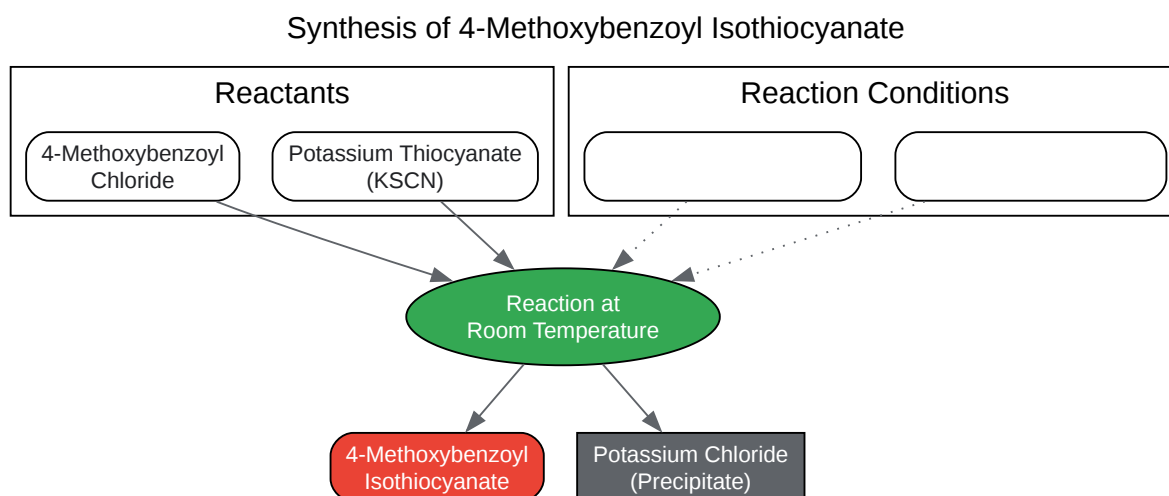 Synthesis of 4-Methoxybenzoyl Isothiocyanate
Reactants
Reaction Conditions
4-Methoxybenzoyl
Chloride
Potassium Thiocyanate
(KSCN)
Reaction at
Room Temperature
4-Methoxybenzoyl
Isothiocyanate
Potassium Chloride
(Precipitate)